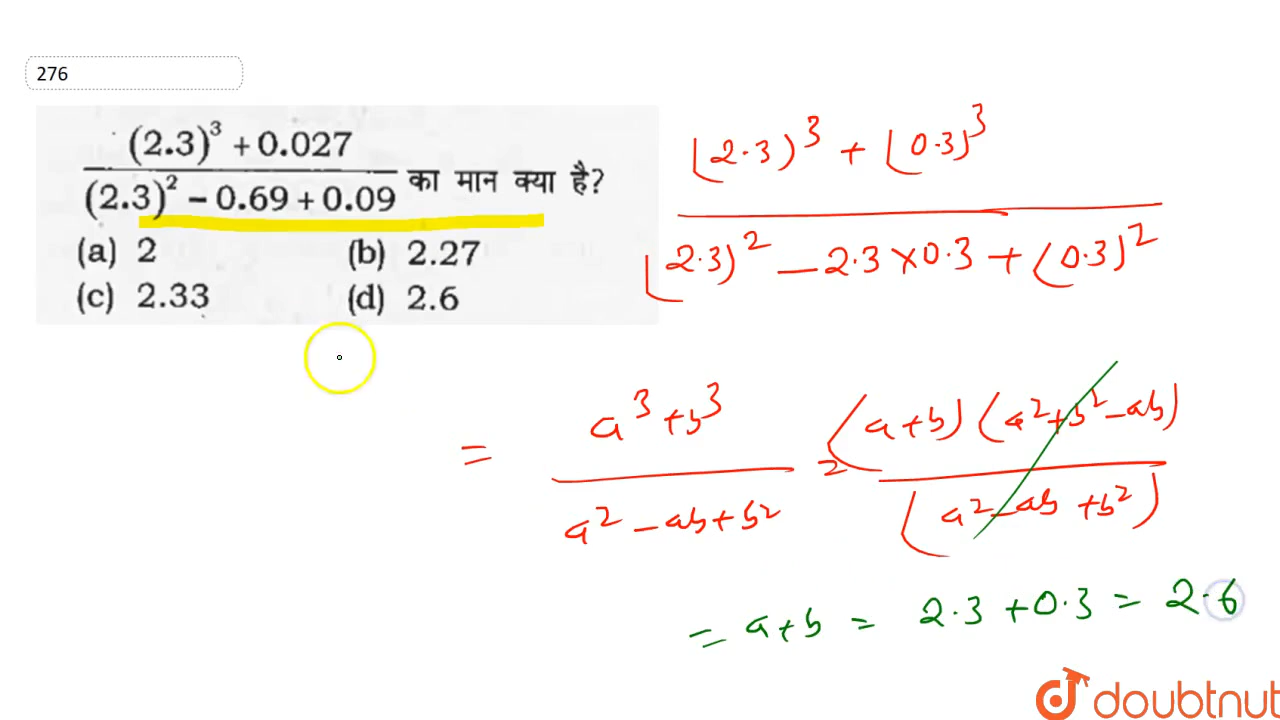 276
(2.3)³ + 0.027
(2.3)² − 0.69 + 0.09 का मान क्या है?
(a) 2 (b) 2.27
(c) 2.33 (d) 2.6
(2.3)³ + (0.3)³
(2.3)² − 2.3 × 0.3 + (0.3)²
= a³ + b³ = (a + b) (a² + b² − ab)
a² − ab + b² (a² − ab + b²)
= a + b = 2.3 + 0.3 = 2.6
doubtnut